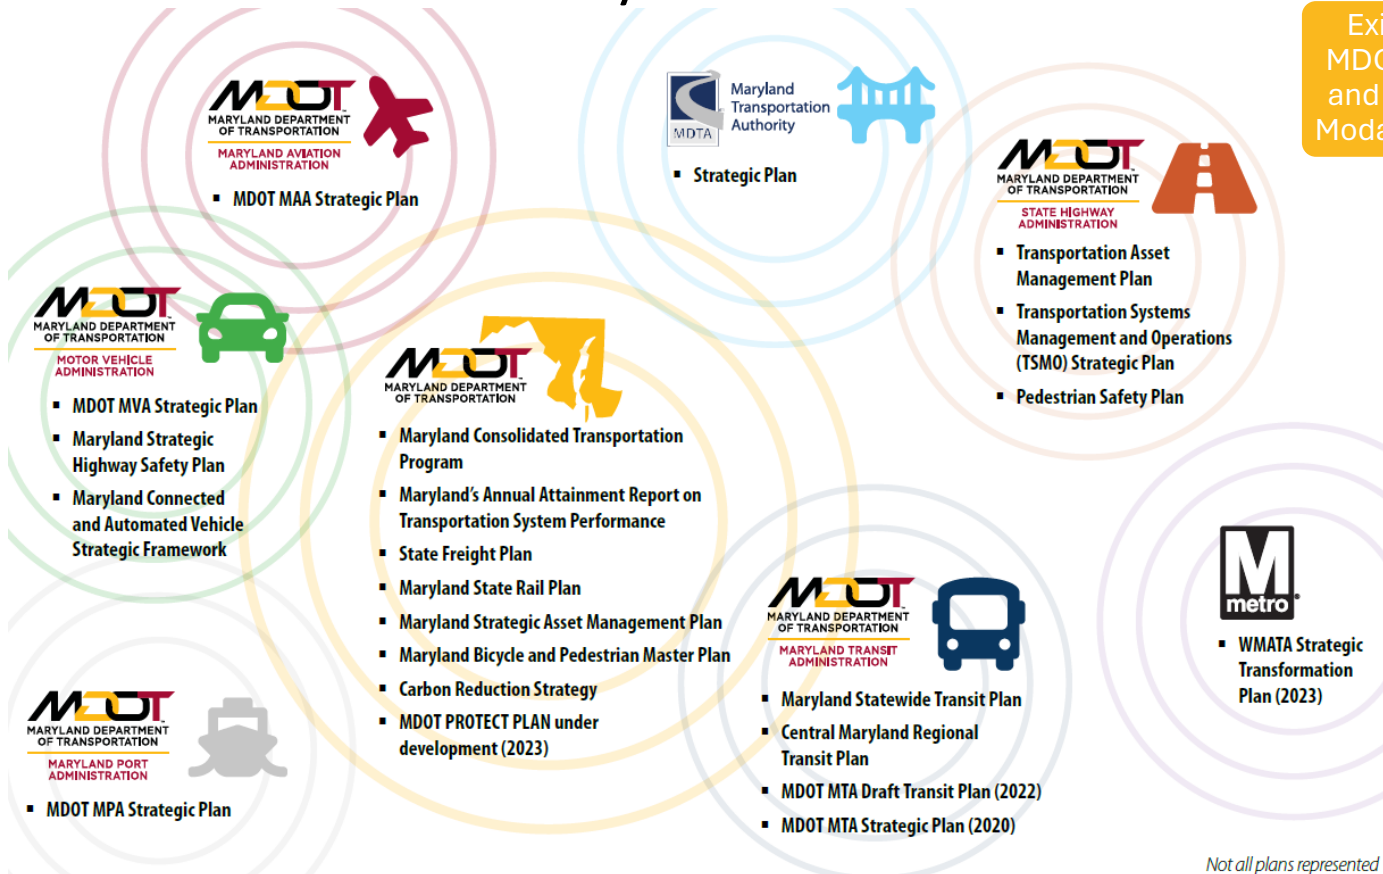 Exi
MDO
and
Moda
MDOT
MARYLAND DEPARTMENT
OF TRANSPORTATION
MARYLAND AVIATION
ADMINISTRATION
▪ MDOT MAA Strategic Plan
MDTA
Maryland
Transportation
Authority
▪ Strategic Plan
MDOT
MARYLAND DEPARTMENT
OF TRANSPORTATION
STATE HIGHWAY
ADMINISTRATION
▪ Transportation Asset
Management Plan
▪ Transportation Systems
Management and Operations
(TSMO) Strategic Plan
▪ Pedestrian Safety Plan
MDOT
MARYLAND DEPARTMENT
OF TRANSPORTATION
MOTOR VEHICLE
ADMINISTRATION
▪ MDOT MVA Strategic Plan
▪ Maryland Strategic
Highway Safety Plan
▪ Maryland Connected
and Automated Vehicle
Strategic Framework
MDOT
MARYLAND DEPARTMENT
OF TRANSPORTATION
▪ Maryland Consolidated Transportation
Program
▪ Maryland's Annual Attainment Report on
Transportation System Performance
▪ State Freight Plan
▪ Maryland State Rail Plan
▪ Maryland Strategic Asset Management Plan
▪ Maryland Bicycle and Pedestrian Master Plan
▪ Carbon Reduction Strategy
▪ MDOT PROTECT PLAN under
development (2023)
MDOT
MARYLAND DEPARTMENT
OF TRANSPORTATION
MARYLAND TRANSIT
ADMINISTRATION
▪ Maryland Statewide Transit Plan
▪ Central Maryland Regional
Transit Plan
▪ MDOT MTA Draft Transit Plan (2022)
▪ MDOT MTA Strategic Plan (2020)
M
metro
▪ WMATA Strategic
Transformation
Plan (2023)
MDOT
MARYLAND DEPARTMENT
OF TRANSPORTATION
MARYLAND PORT
ADMINISTRATION
▪ MDOT MPA Strategic Plan
Not all plans represented